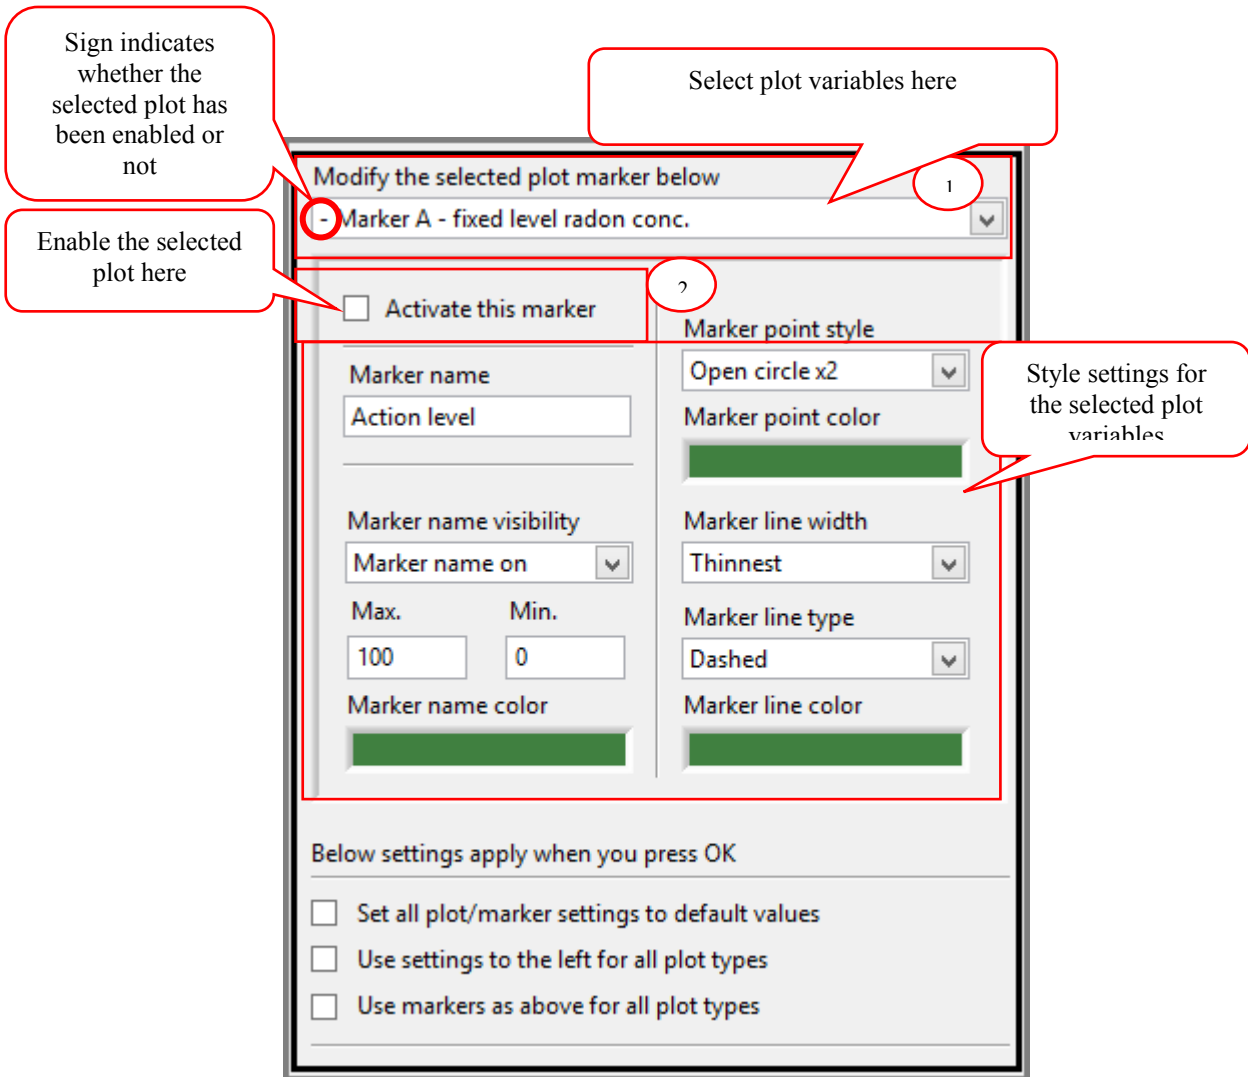 Sign indicates
whether the
selected plot has
been enabled or
not
Select plot variables here
Modify the selected plot marker below
1
- Marker A - fixed level radon conc.
Enable the selected
plot here
2
Activate this marker
Marker name
Action level
Marker name visibility
Marker name on
Max. Min.
100 0
Marker name color
Marker point style
Open circle x2
Marker point color
Marker line width
Thinnest
Marker line type
Dashed
Marker line color
Style settings for
the selected plot
variables
Below settings apply when you press OK
Set all plot/marker settings to default values
Use settings to the left for all plot types
Use markers as above for all plot types